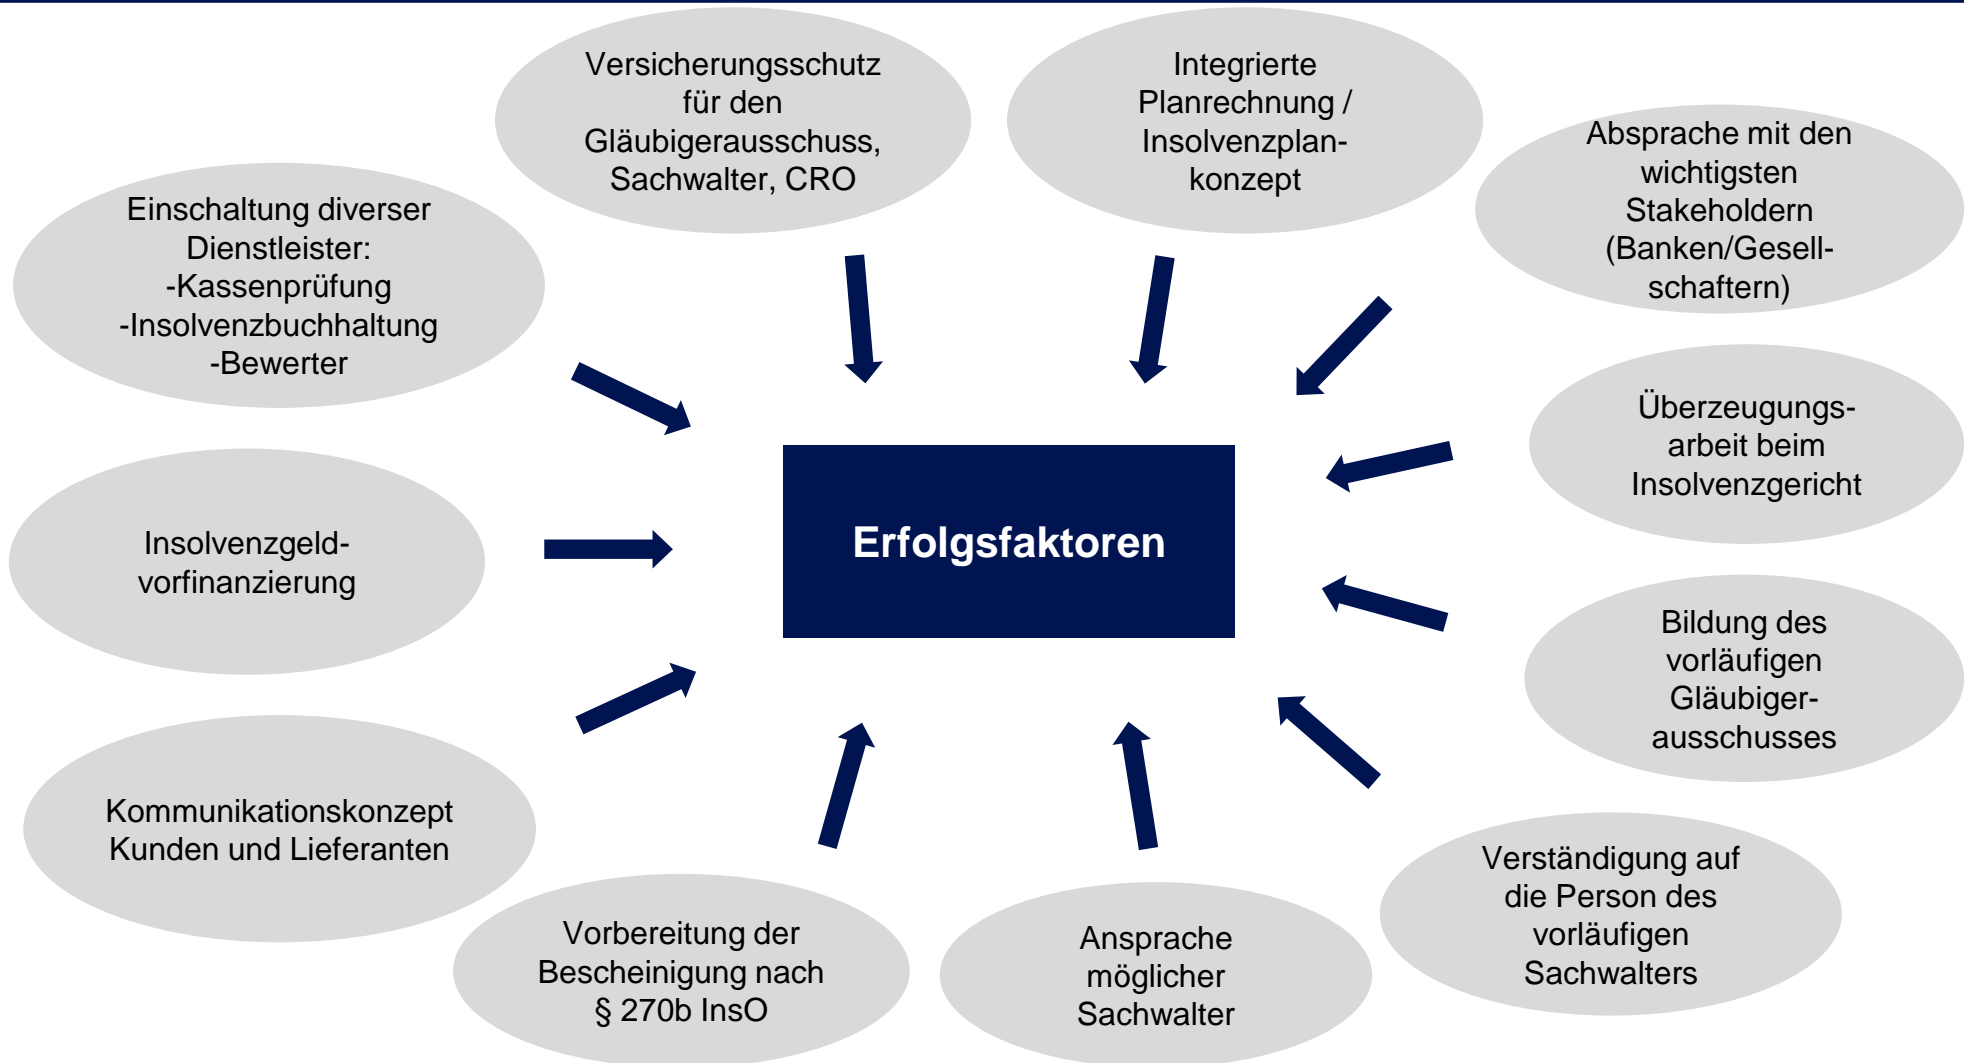 Versicherungsschutz
für den
Gläubigerausschuss,
Sachwalter, CRO
Integrierte
Planrechnung /
Insolvenzplan-
konzept
Absprache mit den
wichtigsten
Stakeholdern
(Banken/Gesell-
schaftern)
Einschaltung diverser
Dienstleister:
-Kassenprüfung
-Insolvenzbuchhaltung
-Bewerter
Überzeugungs-
arbeit beim
Insolvenzgericht
Erfolgsfaktoren
Insolvenzgeld-
vorfinanzierung
Bildung des
vorläufigen
Gläubiger-
ausschusses
Kommunikationskonzept
Kunden und Lieferanten
Verständigung auf
die Person des
vorläufigen
Sachwalters
Vorbereitung der
Bescheinigung nach
§ 270b InsO
Ansprache
möglicher
Sachwalter